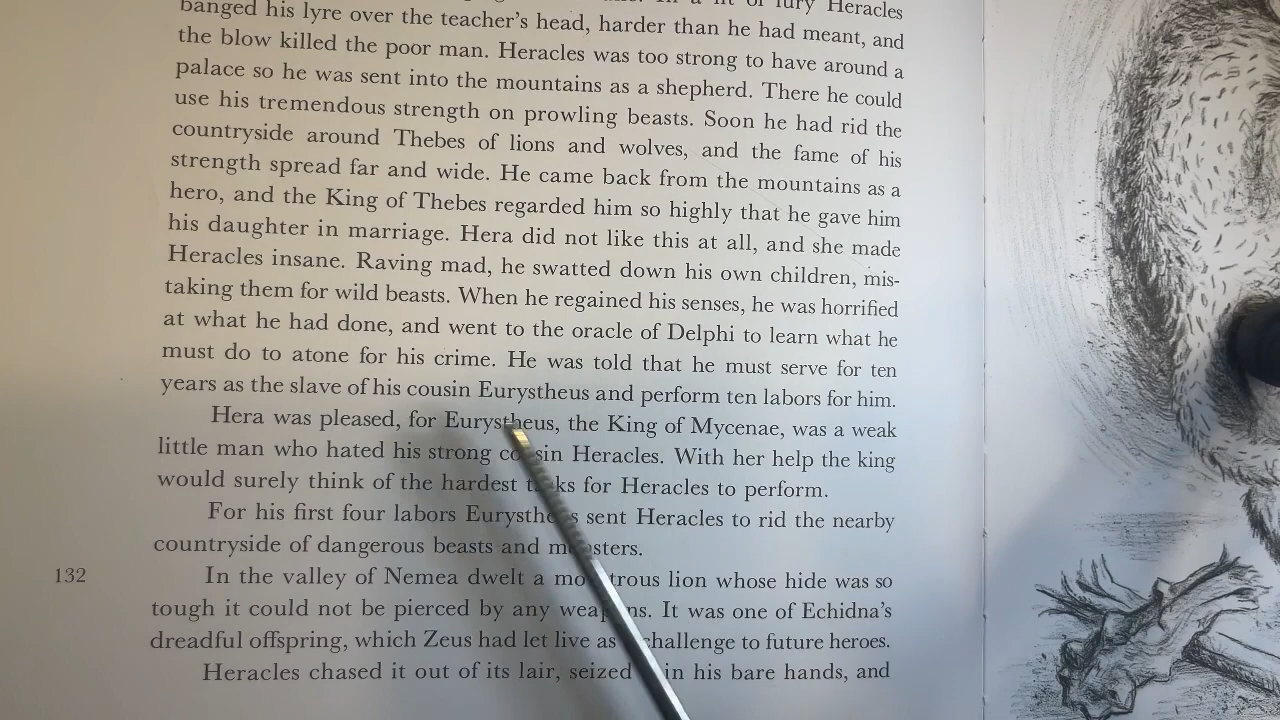 fury Heracles
banged his lyre over the teacher's head, harder than he had meant, and
the blow killed the poor man. Heracles was too strong to have around a
palace so he was sent into the mountains as a shepherd. There he could
use his tremendous strength on prowling beasts. Soon he had rid the
countryside around Thebes of lions and wolves, and the fame of his
strength spread far and wide. He came back from the mountains as a
hero, and the King of Thebes regarded him so highly that he gave him
his daughter in marriage. Hera did not like this at all, and she made
Heracles insane. Raving mad, he swatted down his own children, mis-
taking them for wild beasts. When he regained his senses, he was horrified
at what he had done, and went to the oracle of Delphi to learn what he
must do to atone for his crime. He was told that he must serve for ten
years as the slave of his cousin Eurystheus and perform ten labors for him.
Hera was pleased, for Eurystheus, the King of Mycenae, was a weak
little man who hated his strong cousin Heracles. With her help the king
would surely think of the hardest tasks for Heracles to perform.
For his first four labors Eurystheus sent Heracles to rid the nearby
countryside of dangerous beasts and monsters.
132
In the valley of Nemea dwelt a monstrous lion whose hide was so
tough it could not be pierced by any weapons. It was one of Echidna's
dreadful offspring, which Zeus had let live as challenge to future heroes.
Heracles chased it out of its lair, seized in his bare hands, and